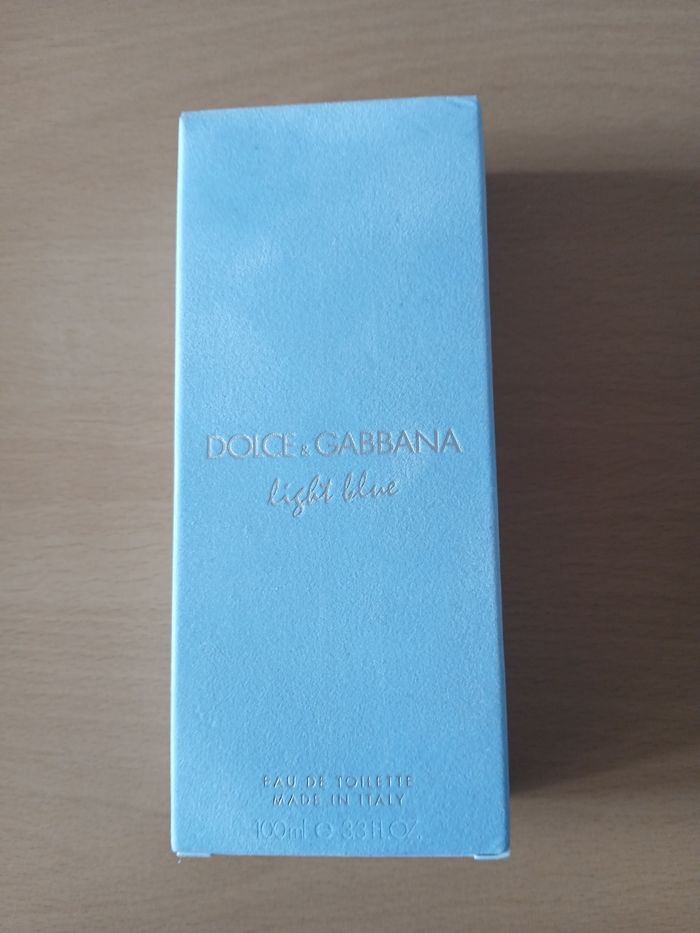 DOLCE & GABBANA
light blue
EAU DE TOILETTE
MADE IN ITALY
100ml ℮ 3.3 FL.OZ.